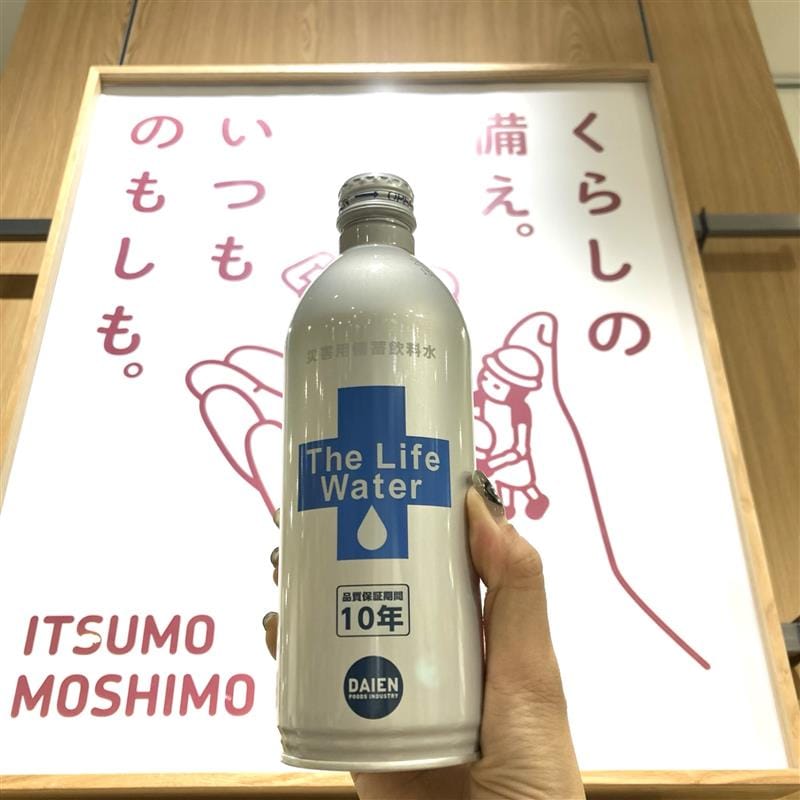 くらしの
備え。
いつも
のもしも。
OPEN
災害用備蓄飲料水
The Life
Water
品質保証期間
10年
DAIEN
FOODS INDUSTRY
ITSUMO
MOSHIMO